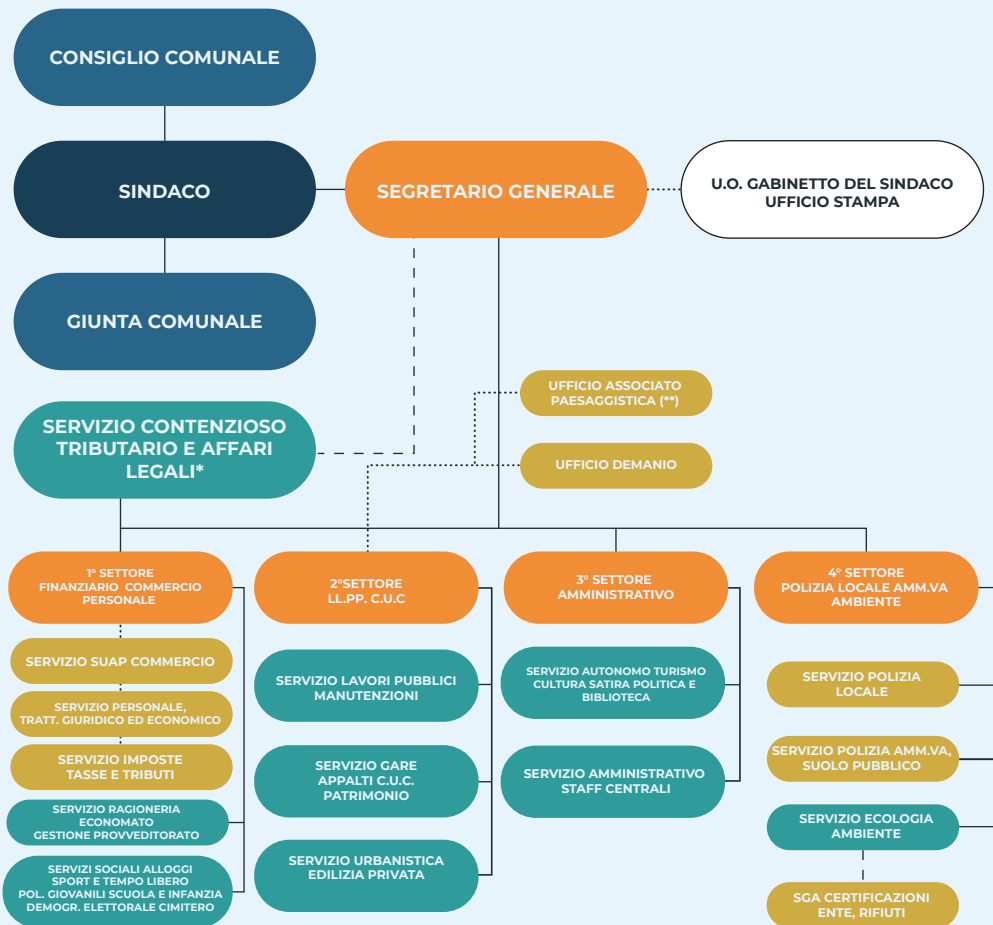 CONSIGLIO COMUNALE
SINDACO
SEGRETARIO GENERALE
U.O. GABINETTO DEL SINDACO
UFFICIO STAMPA
GIUNTA COMUNALE
UFFICIO ASSOCIATO
PAESAGGISTICA (**)
SERVIZIO CONTENZIOSO
TRIBUTARIO E AFFARI
LEGALI*
UFFICIO DEMANIO
1° SETTORE
FINANZIARIO COMMERCIO
PERSONALE
SERVIZIO SUAP COMMERCIO
SERVIZIO PERSONALE,
TRATT. GIURIDICO ED ECONOMICO
SERVIZIO IMPOSTE
TASSE E TRIBUTI
SERVIZIO RAGIONERIA
ECONOMATO
GESTIONE PROVVEDITORATO
SERVIZI SOCIALI ALLOGGI
SPORT E TEMPO LIBERO
POL. GIOVANILI SCUOLA E INFANZIA
DEMOGR. ELETTORALE CIMITERO
2°SETTORE
LL.PP. C.U.C
SERVIZIO LAVORI PUBBLICI
MANUTENZIONI
SERVIZIO GARE
APPALTI C.U.C.
PATRIMONIO
SERVIZIO URBANISTICA
EDILIZIA PRIVATA
3° SETTORE
AMMINISTRATIVO
SERVIZIO AUTONOMO TURISMO
CULTURA SATIRA POLITICA E
BIBLIOTECA
SERVIZIO AMMINISTRATIVO
STAFF CENTRALI
4° SETTORE
POLIZIA LOCALE AMM.VA
AMBIENTE
SERVIZIO POLIZIA
LOCALE
SERVIZIO POLIZIA AMM.VA,
SUOLO PUBBLICO
SERVIZIO ECOLOGIA
AMBIENTE
SGA CERTIFICAZIONI
ENTE, RIFIUTI